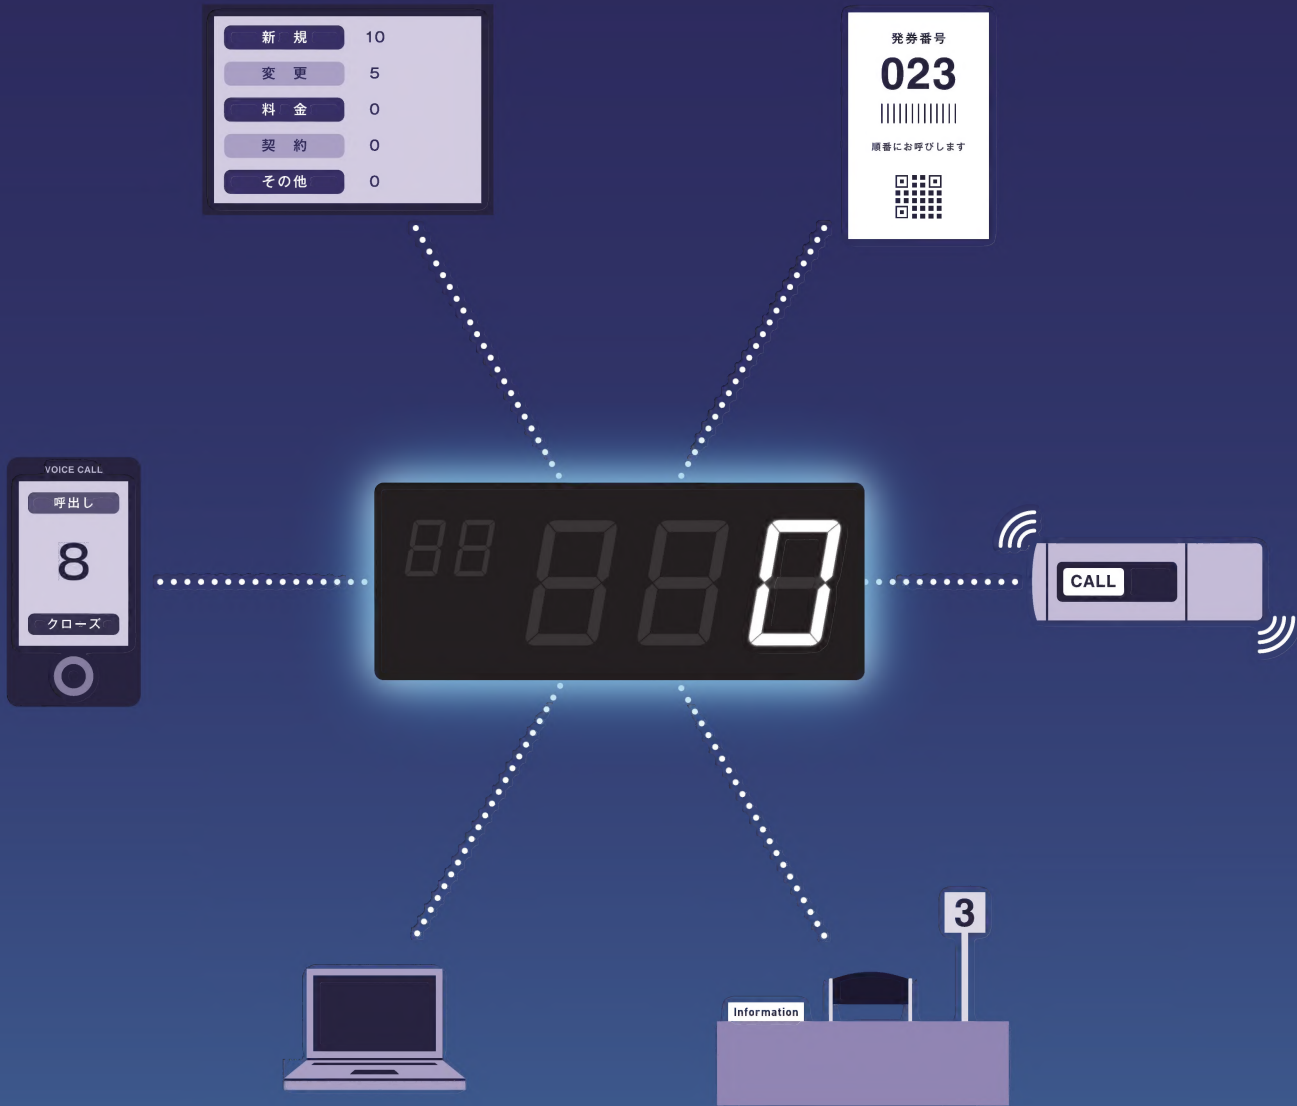 新規 10
変更 5
料金 0
契約 0
その他 0
発券番号
023
順番にお呼びします
VOICE CALL
呼出し
8
クローズ
0
CALL
3
Information